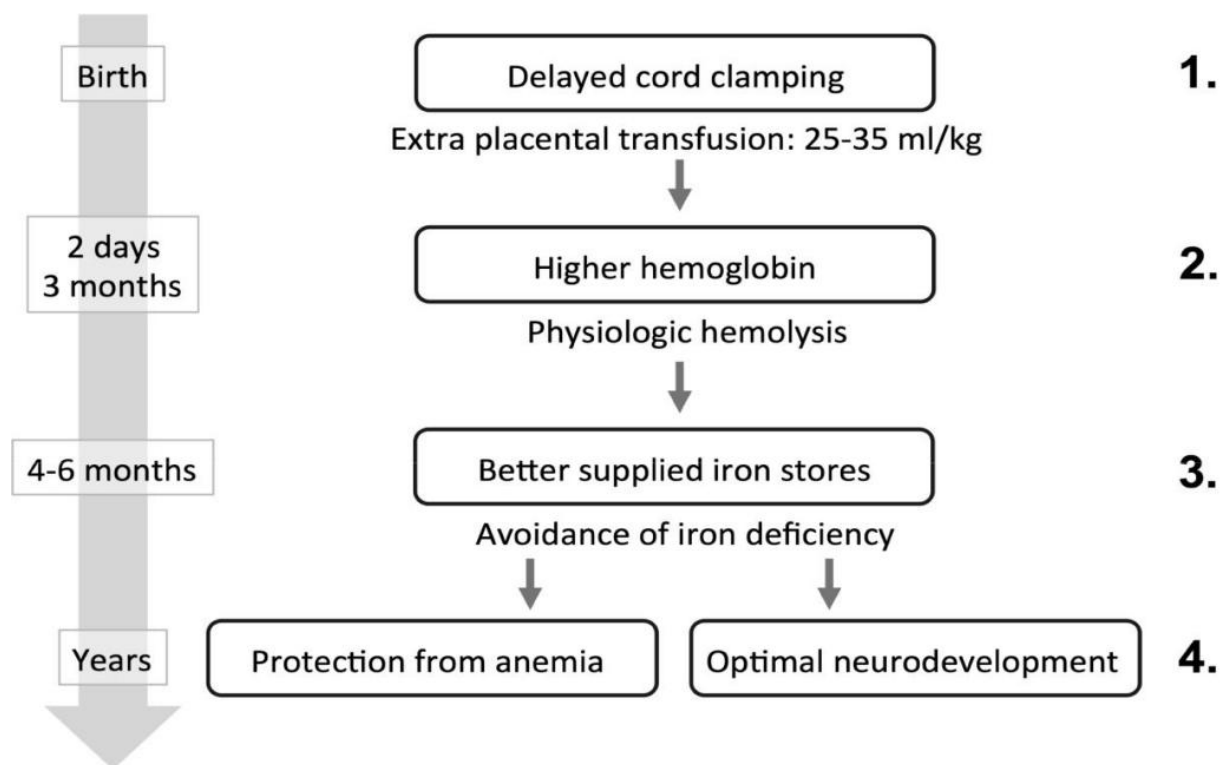 Birth
Delayed cord clamping
1.
Extra placental transfusion: 25-35 ml/kg
2 days
3 months
Higher hemoglobin
2.
Physiologic hemolysis
4-6 months
Better supplied iron stores
3.
Avoidance of iron deficiency
Years
Protection from anemia
Optimal neurodevelopment
4.